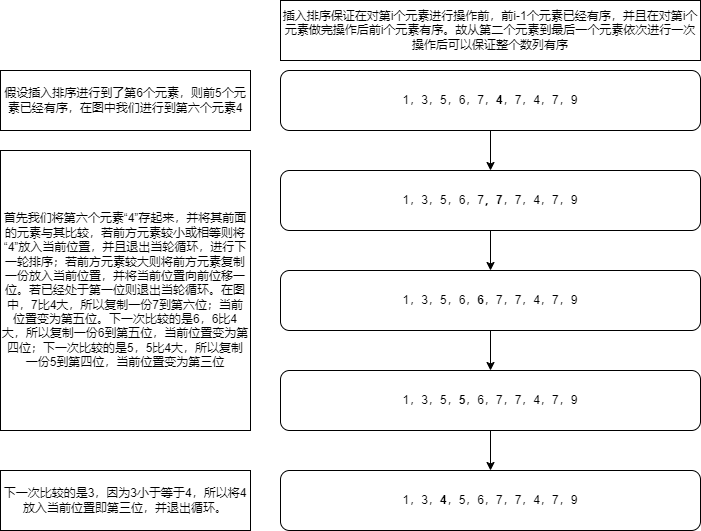 插入排序保证在对第i个元素进行操作前，前i-1个元素已经有序，并且在对第i个
元素做完操作后前i个元素有序。故从第二个元素到最后一个元素依次进行一次
操作后可以保证整个数列有序
假设插入排序进行到了第6个元素，则前5个元
素已经有序，在图中我们进行到第六个元素4
1，3，5，6，7，4，7，4，7，9
首先我们将第六个元素“4”存起来，并将其前面
的元素与其比较，若前方元素较小或相等则将
“4”放入当前位置，并且退出当轮循环，进行下
一轮排序；若前方元素较大则将前方元素复制
一份放入当前位置，并将当前位置向前位移一
位。若已经处于第一位则退出当轮循环。在图
中，7比4大，所以复制一份7到第六位；当前
位置变为第五位。下一次比较的是6，6比4
大，所以复制一份6到第五位，当前位置变为第
四位；下一次比较的是5，5比4大，所以复制
一份5到第四位，当前位置变为第三位
1，3，5，6，7，7，7，4，7，9
1，3，5，6，6，7，7，4，7，9
1，3，5，5，6，7，7，4，7，9
下一次比较的是3，因为3小于等于4，所以将4
放入当前位置即第三位，并退出循环。
1，3，4，5，6，7，7，4，7，9